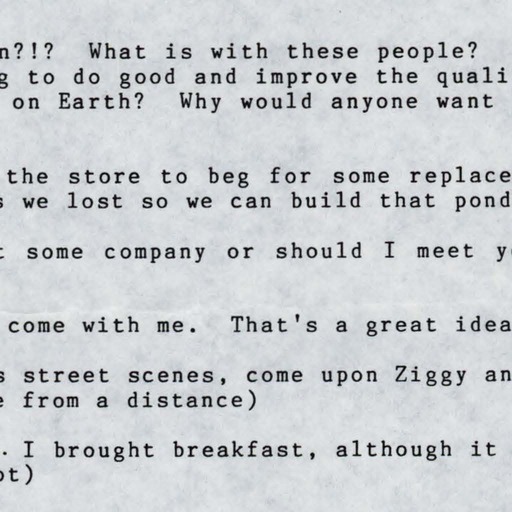 n?!? What is with these people?
g to do good and improve the quali
on Earth? Why would anyone want
the store to beg for some replace
s we lost so we can build that pond
t some company or should I meet y
come with me. That's a great idea
s street scenes, come upon Ziggy an
e from a distance)
. I brought breakfast, although it
ot)